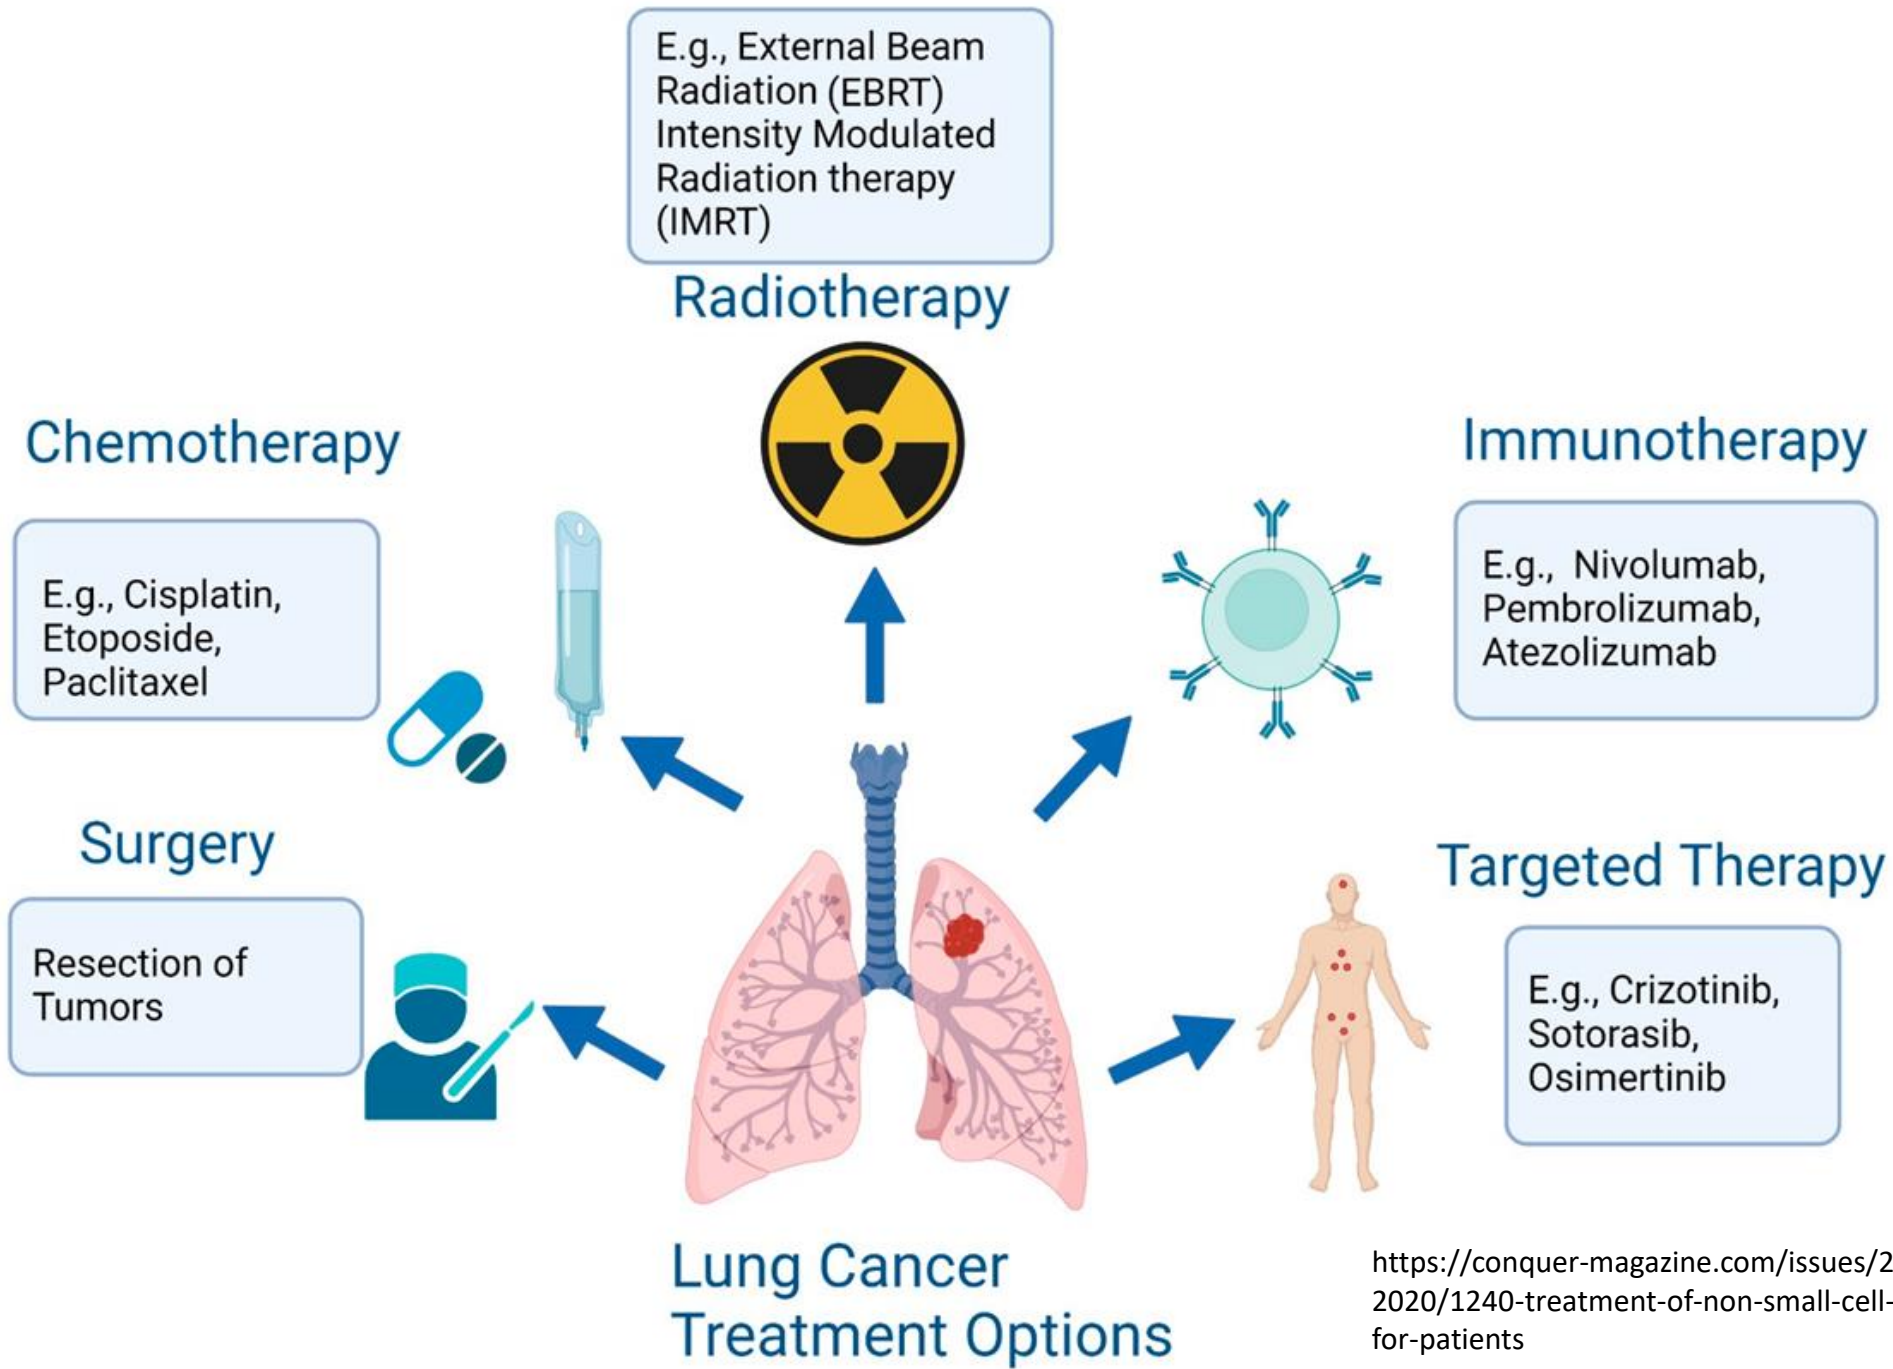 E.g., External Beam
Radiation (EBRT)
Intensity Modulated
Radiation therapy
(IMRT)
Radiotherapy
Chemotherapy
E.g., Cisplatin,
Etoposide,
Paclitaxel
Immunotherapy
E.g., Nivolumab,
Pembrolizumab,
Atezolizumab
Surgery
Resection of
Tumors
Targeted Therapy
E.g., Crizotinib,
Sotorasib,
Osimertinib
Lung Cancer
Treatment Options
https://conquer-magazine.com/issues/2
2020/1240-treatment-of-non-small-cell-
for-patients